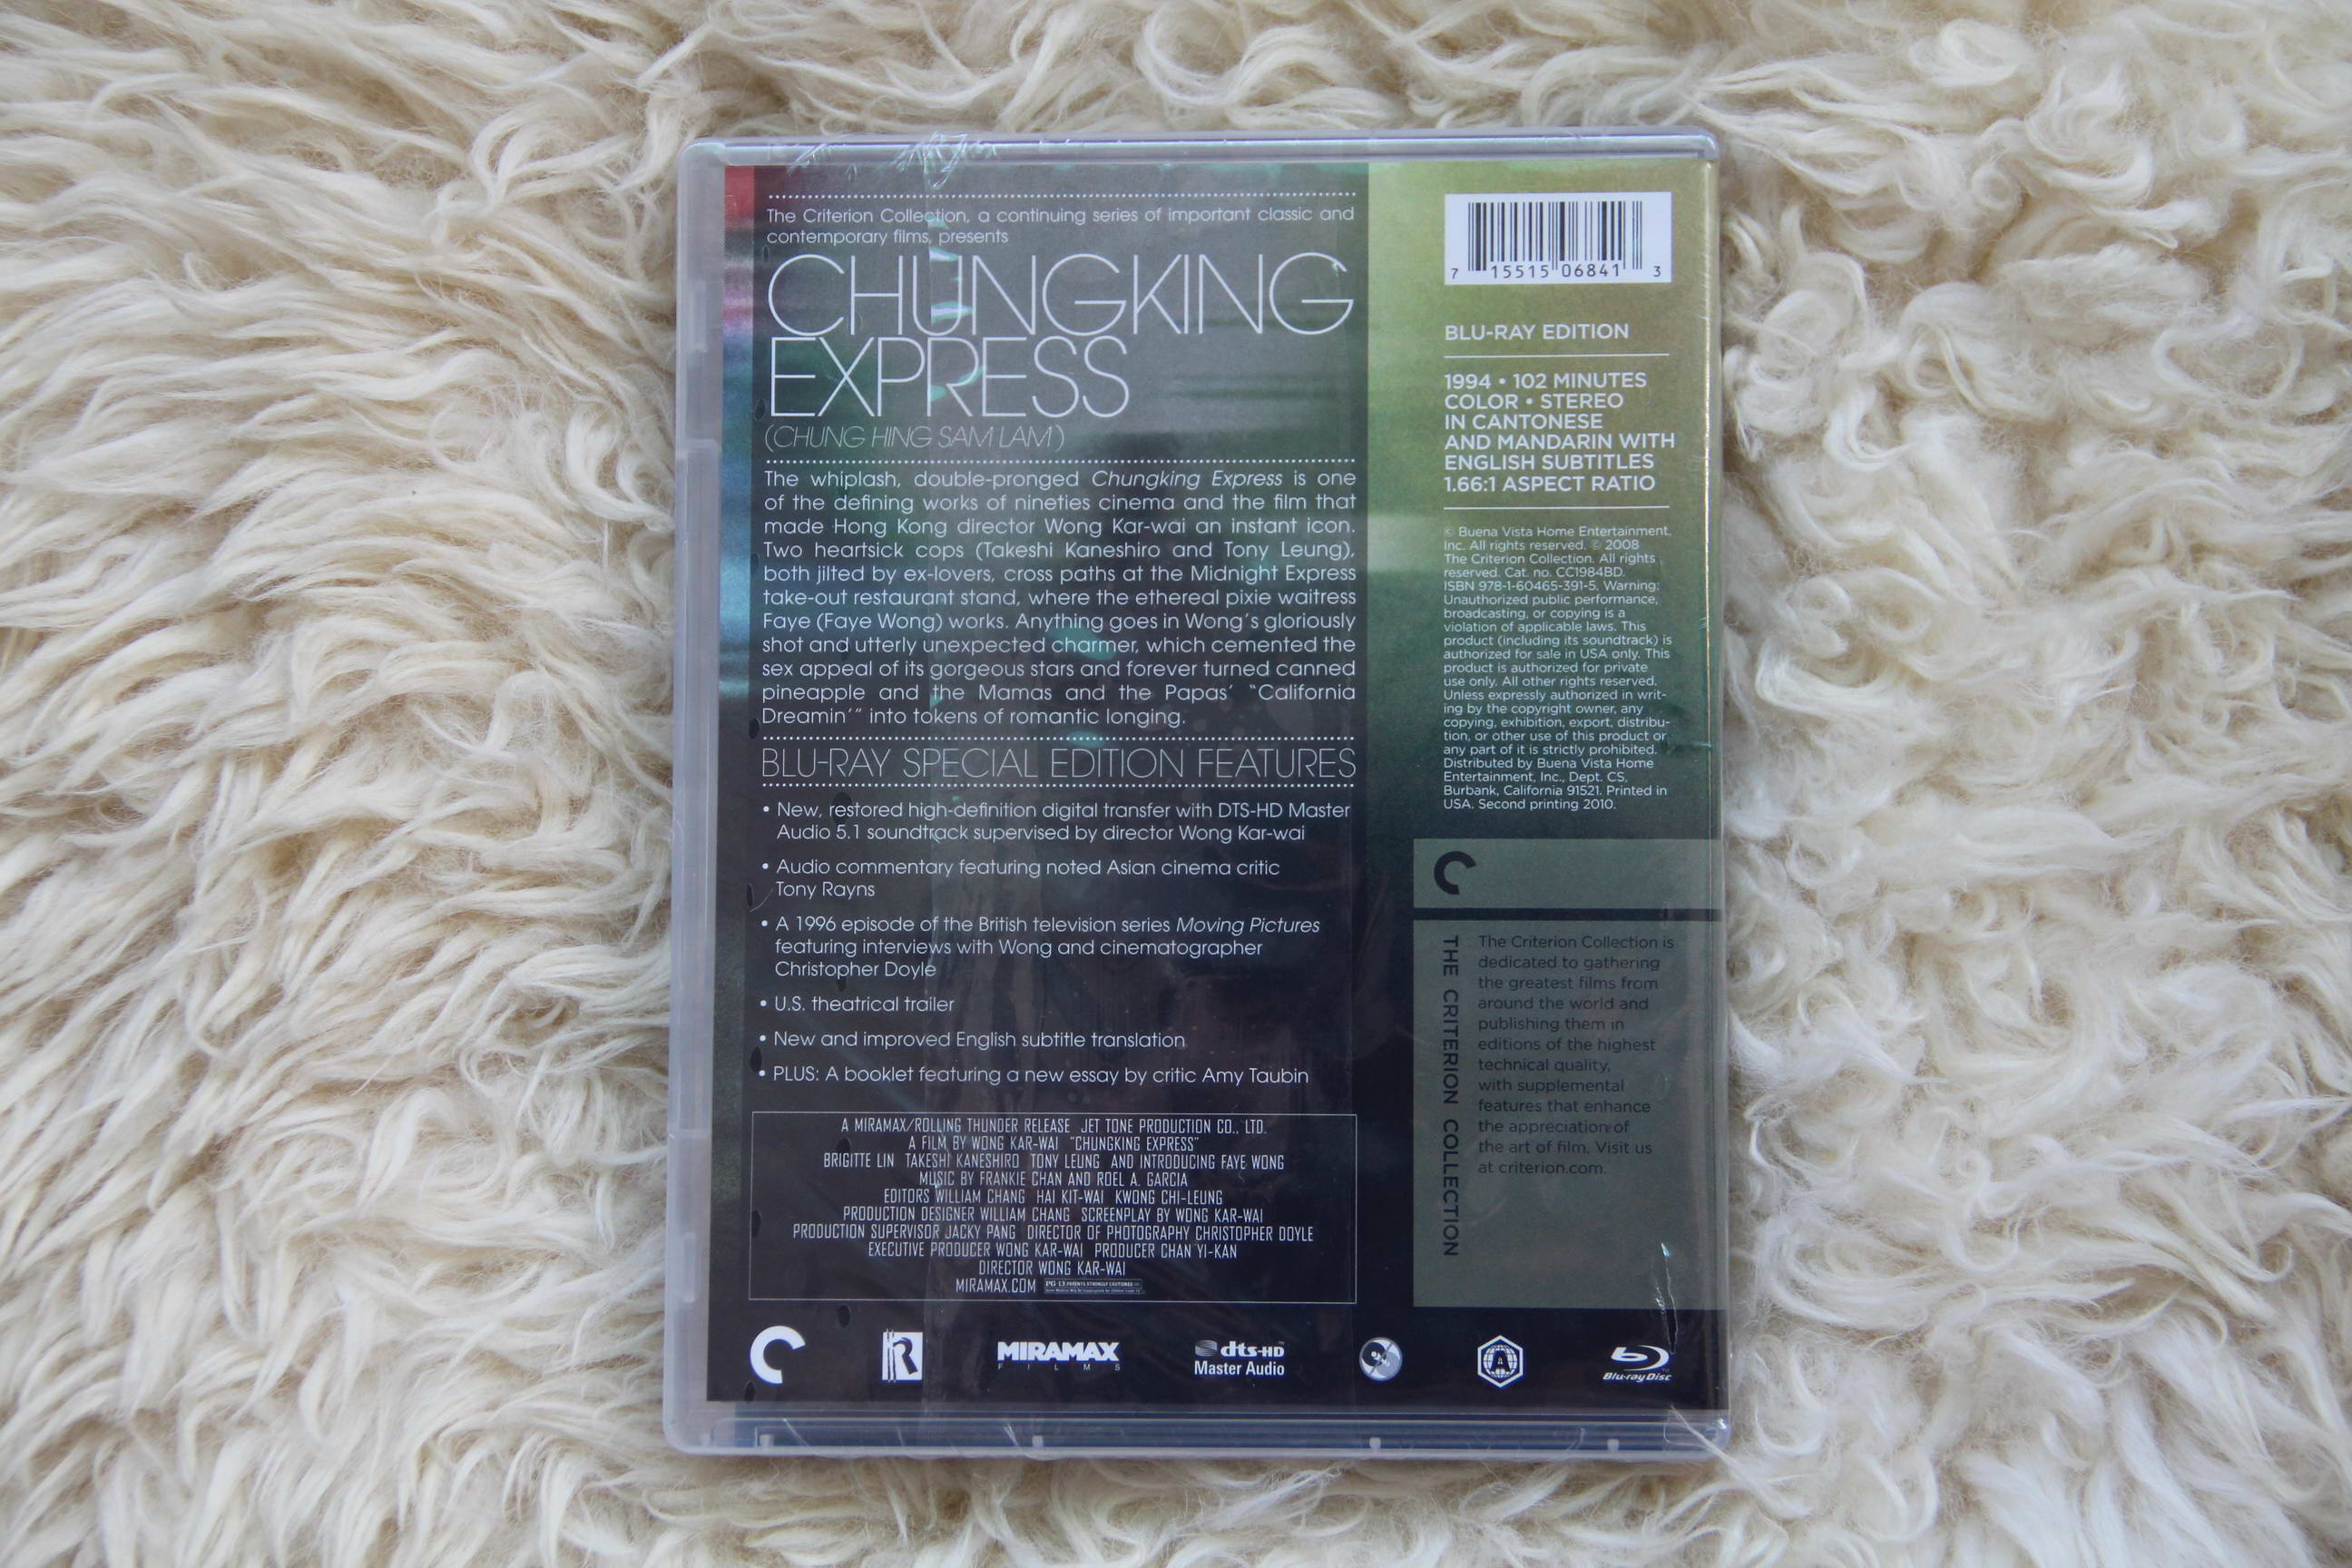 The Criterion Collection, a continuing series of important classic and
contemporary films, presents
CHUNGKING
EXPRESS
(CHUNG HING SAM LAM)
The whiplash, double-pronged Chungking Express is one
of the defining works of nineties cinema and the film that
made Hong Kong director Wong Kar-wai an instant icon.
Two heartsick cops (Takeshi Kaneshiro and Tony Leung),
both jilted by ex-lovers, cross paths at the Midnight Express
take-out restaurant stand, where the ethereal pixie waitress
Faye (Faye Wong) works. Anything goes in Wong's gloriously
shot and utterly unexpected charmer, which cemented the
sex appeal of its gorgeous stars and forever turned canned
pineapple and the Mamas and the Papas' "California
Dreamin'" into tokens of romantic longing.
BLU-RAY SPECIAL EDITION FEATURES
• New, restored high-definition digital transfer with DTS-HD Master
Audio 5.1 soundtrack supervised by director Wong Kar-wai
• Audio commentary featuring noted Asian cinema critic
Tony Rayns
• A 1996 episode of the British television series Moving Pictures
featuring interviews with Wong and cinematographer
Christopher Doyle
• U.S. theatrical trailer
• New and improved English subtitle translation
• PLUS: A booklet featuring a new essay by critic Amy Taubin
A MIRAMAX/ROLLING THUNDER RELEASE JET TONE PRODUCTION CO., LTD.
A FILM BY WONG KAR-WAI "CHUNGKING EXPRESS"
BRIGITTE LIN TAKESHI KANESHIRO TONY LEUNG AND INTRODUCING FAYE WONG
MUSIC BY FRANKIE CHAN AND ROEL A. GARCIA
EDITORS WILLIAM CHANG HAI KIT-WAI KWONG CHI-LEUNG
PRODUCTION DESIGNER WILLIAM CHANG SCREENPLAY BY WONG KAR-WAI
PRODUCTION SUPERVISOR JACKY PANG DIRECTOR OF PHOTOGRAPHY CHRISTOPHER DOYLE
EXECUTIVE PRODUCER WONG KAR-WAI PRODUCER CHAN YI-KAN
DIRECTOR WONG KAR-WAI
MIRAMAX.COM PG-13 PARENTS STRONGLY CAUTIONED
7 15515 06841 3
BLU-RAY EDITION
1994 • 102 MINUTES
COLOR • STEREO
IN CANTONESE
AND MANDARIN WITH
ENGLISH SUBTITLES
1.66:1 ASPECT RATIO
© Buena Vista Home Entertainment,
Inc. All rights reserved. © 2008
The Criterion Collection. All rights
reserved. Cat. no. CC1984BD.
ISBN 978-1-60465-391-5. Warning:
Unauthorized public performance,
broadcasting, or copying is a
violation of applicable laws. This
product (including its soundtrack) is
authorized for sale in USA only. This
product is authorized for private
use only. All other rights reserved.
Unless expressly authorized in writ-
ing by the copyright owner, any
copying, exhibition, export, distribu-
tion, or other use of this product or
any part of it is strictly prohibited.
Distributed by Buena Vista Home
Entertainment, Inc., Dept. CS,
Burbank, California 91521. Printed in
USA. Second printing 2010.
THE CRITERION COLLECTION
The Criterion Collection is
dedicated to gathering
the greatest films from
around the world and
publishing them in
editions of the highest
technical quality,
with supplemental
features that enhance
the appreciation of
the art of film. Visit us
at criterion.com.
R
MIRAMAX
FILMS
dts-HD
Master Audio
A
Blu-ray Disc